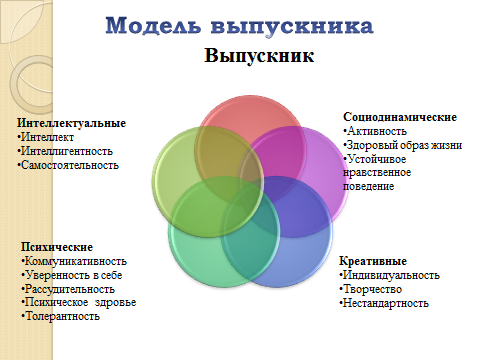 Модель выпускника
Выпускник
Интеллектуальные
•Интеллект
•Интеллигентность
•Самостоятельность
Социодинамические
•Активность
•Здоровый образ жизни
•Устойчивое
нравственное
поведение
Психические
•Коммуникативность
•Уверенность в себе
•Рассудительность
•Психическое здровье
•Толерантность
Креативные
•Индивидуальность
•Творчество
•Нестандартность